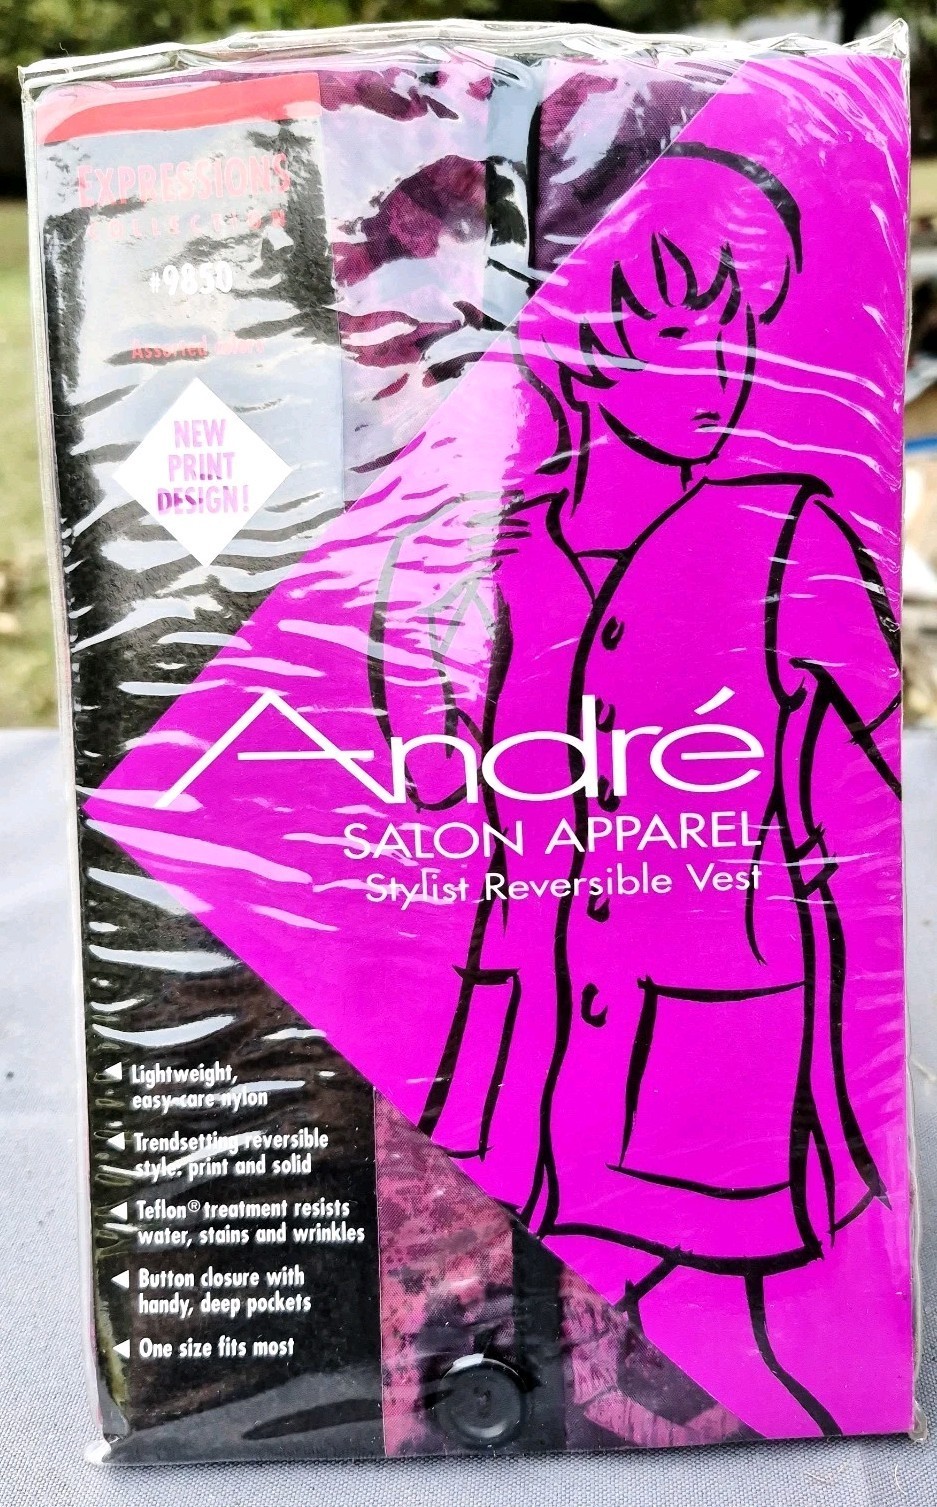 EXPRESSIONS
COLLECTION
#9850
Assorted
NEW
PRINT
DESIGN!
André
SALON APPAREL
Stylist Reversible Vest
Lightweight,
easy-care nylon
Trendsetting reversible
style: print and solid
Teflon® treatment resists
water, stains and wrinkles
Button closure with
handy, deep pockets
One size fits most